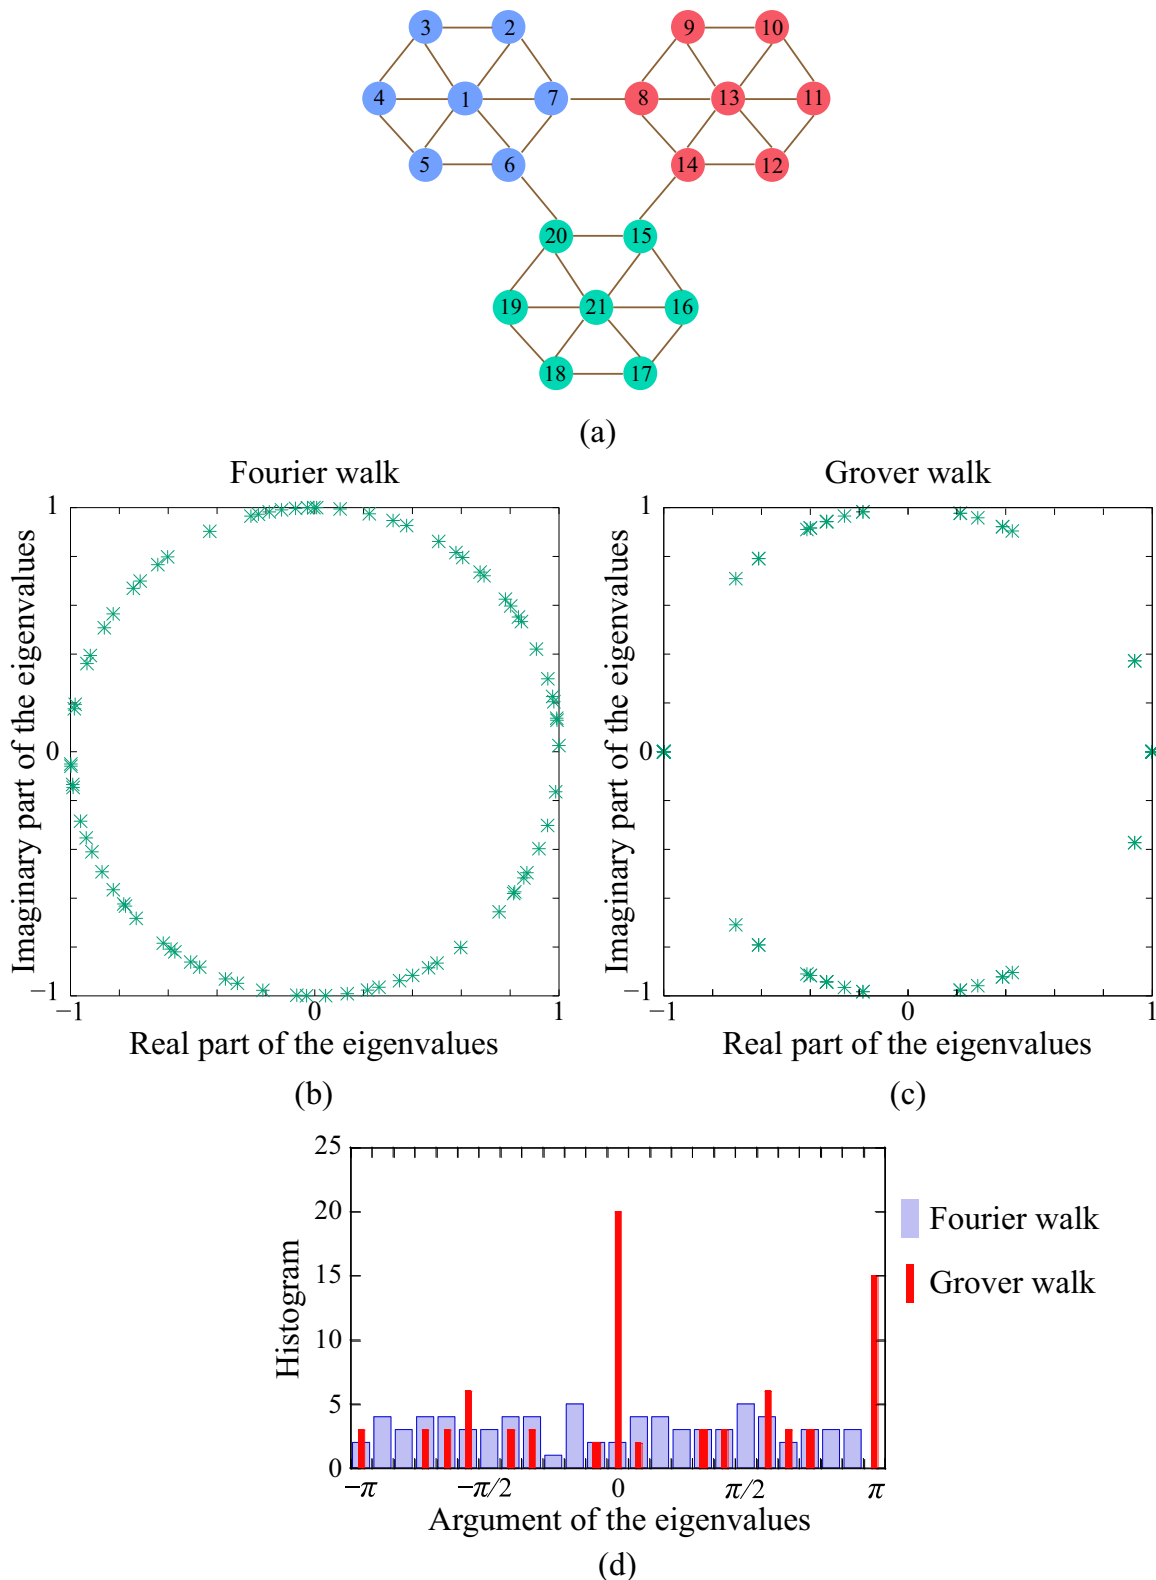 3 2 9 10
4 1 7 8 13 11
5 6 14 12
20 15
19 21 16
18 17
(a)
Fourier walk
Grover walk
Imaginary part of the eigenvalues
1
0
−1
−1 0 1
Real part of the eigenvalues
(b)
Imaginary part of the eigenvalues
1
0
−1
−1 0 1
Real part of the eigenvalues
(c)
Histogram
25
20
15
10
5
0
−π −π/2 0 π/2 π
Argument of the eigenvalues
Fourier walk
Grover walk
(d)